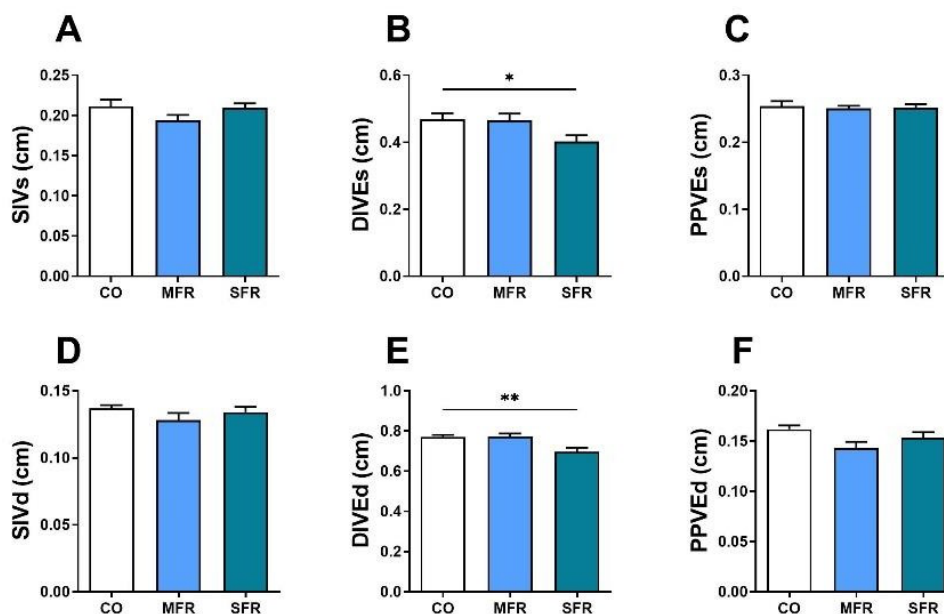 A
SIVs (cm)
0.25
0.20
0.15
0.10
0.05
0.00
CO MFR SFR
B
DIVEs (cm)
0.6
0.4
0.2
0.0
*
CO MFR SFR
C
PPVEs (cm)
0.3
0.2
0.1
0.0
CO MFR SFR
D
SIVd (cm)
0.15
0.10
0.05
0.00
CO MFR SFR
E
DIVEd (cm)
1.0
0.8
0.6
0.4
0.2
0.0
**
CO MFR SFR
F
PPVEd (cm)
0.20
0.15
0.10
0.05
0.00
CO MFR SFR